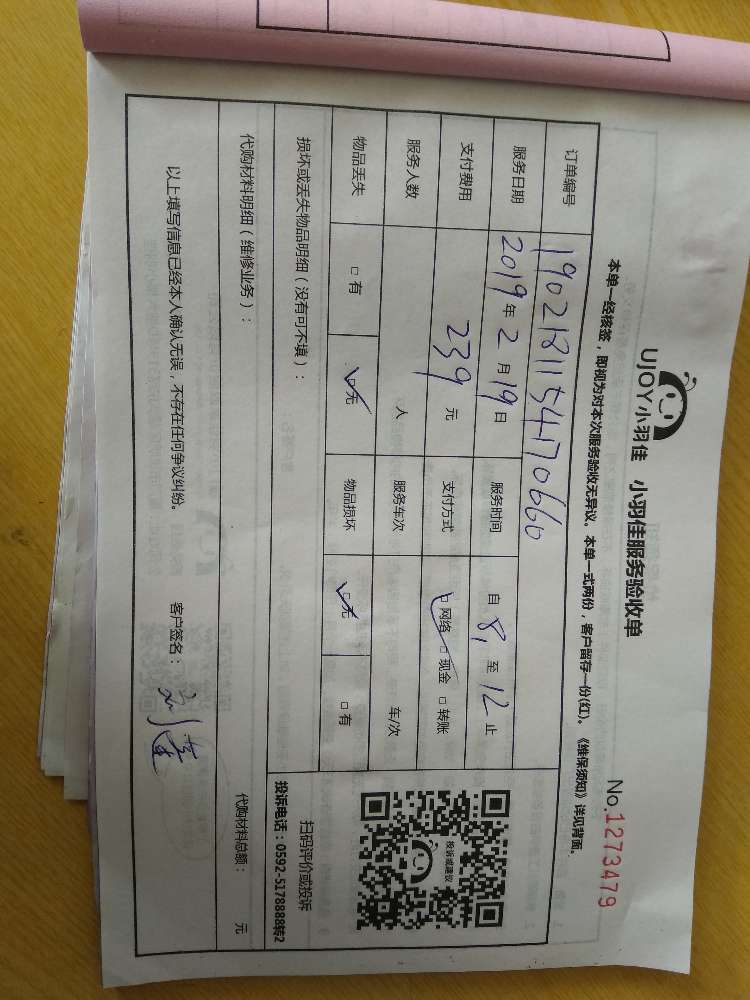 UJOY小羽佳 小羽佳服务验收单 No.1273479
本单一经核签，即视为对本次服务验收无异议。本单一式两份，客户留存一份(红)。《维保须知》详见背面。
订单编号 190218115470660
服务日期 2019年2月19日 服务时间 自 8, 至 12 止
支付费用 239 元 支付方式 ☑网络 □现金 □转账
服务人数 人 服务车次 车/次
物品丢失 □有 ☑无 物品损坏 ☑无 □有
投诉或建议
扫码评价或投诉
投诉电话：0592-5178888转2
损坏或丢失物品明细（没有可不填）：
代购材料明细（维修业务）： 代购材料总额： 元
以上填写信息已经本人确认无误，不存在任何争议纠纷。 客户签名：